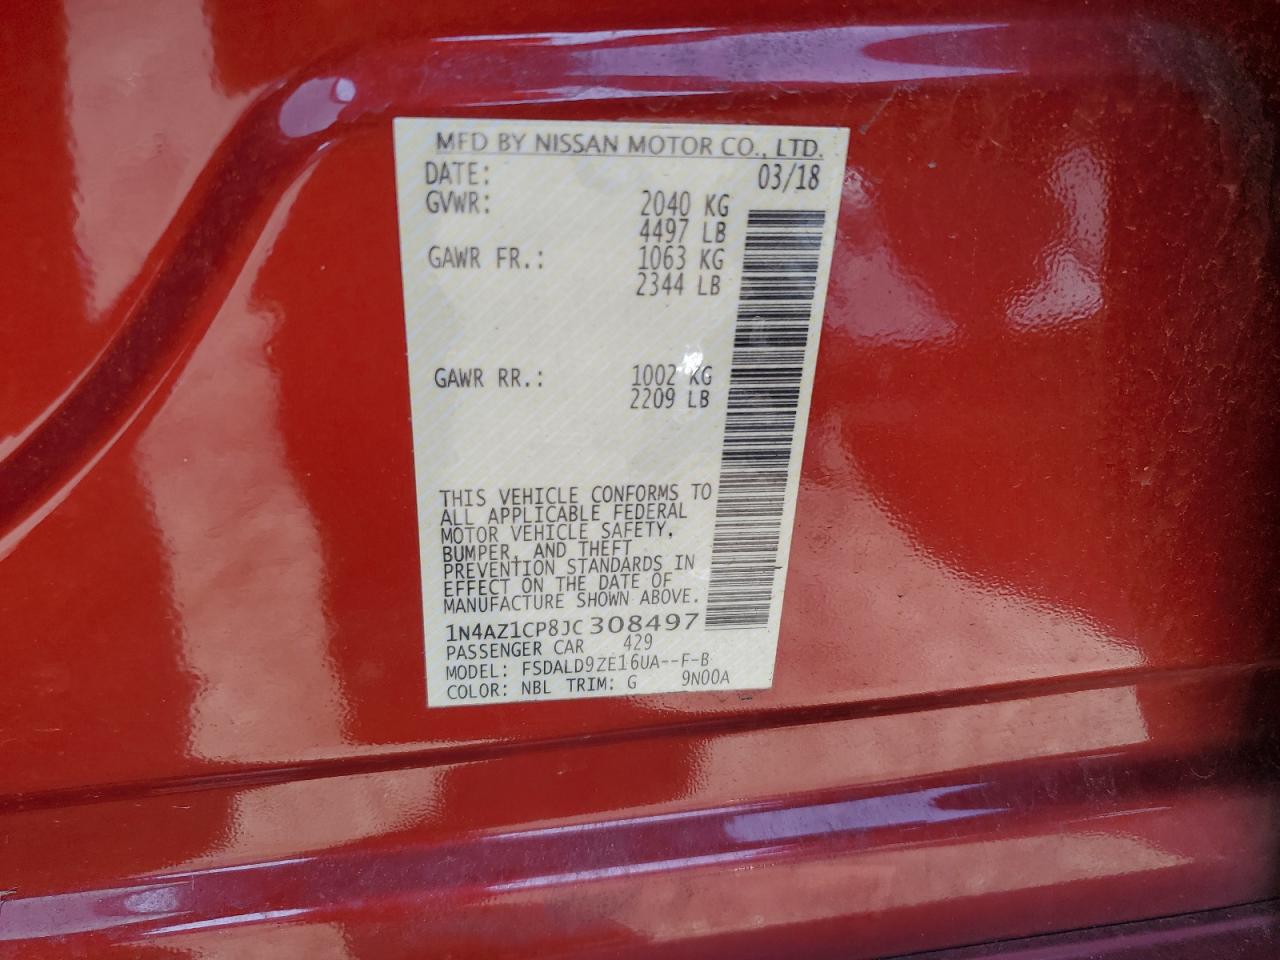 MFD BY NISSAN MOTOR CO., LTD.
DATE: 03/18
GVWR: 2040 KG
4497 LB
GAWR FR.: 1063 KG
2344 LB
GAWR RR.: 1002 KG
2209 LB
THIS VEHICLE CONFORMS TO
ALL APPLICABLE FEDERAL
MOTOR VEHICLE SAFETY,
BUMPER, AND THEFT
PREVENTION STANDARDS IN
EFFECT ON THE DATE OF
MANUFACTURE SHOWN ABOVE.
1N4AZ1CP8JC308497
PASSENGER CAR 429
MODEL: FSDALD9ZE16UA--F-B
COLOR: NBL TRIM: G 9N00A